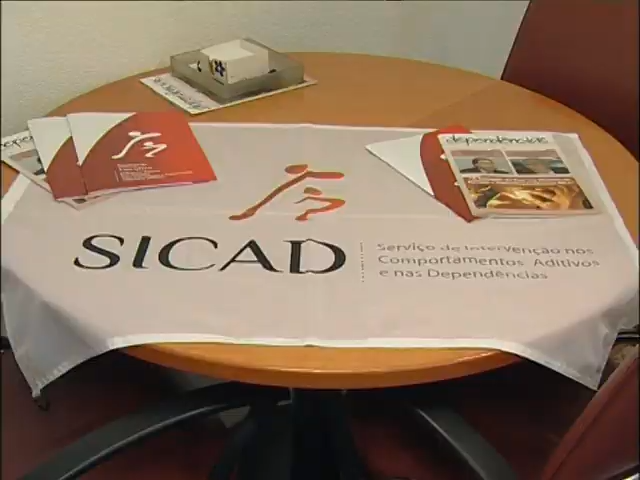 dependências
SICAD
Serviço de Intervenção nos
Comportamentos Aditivos
e nas Dependências